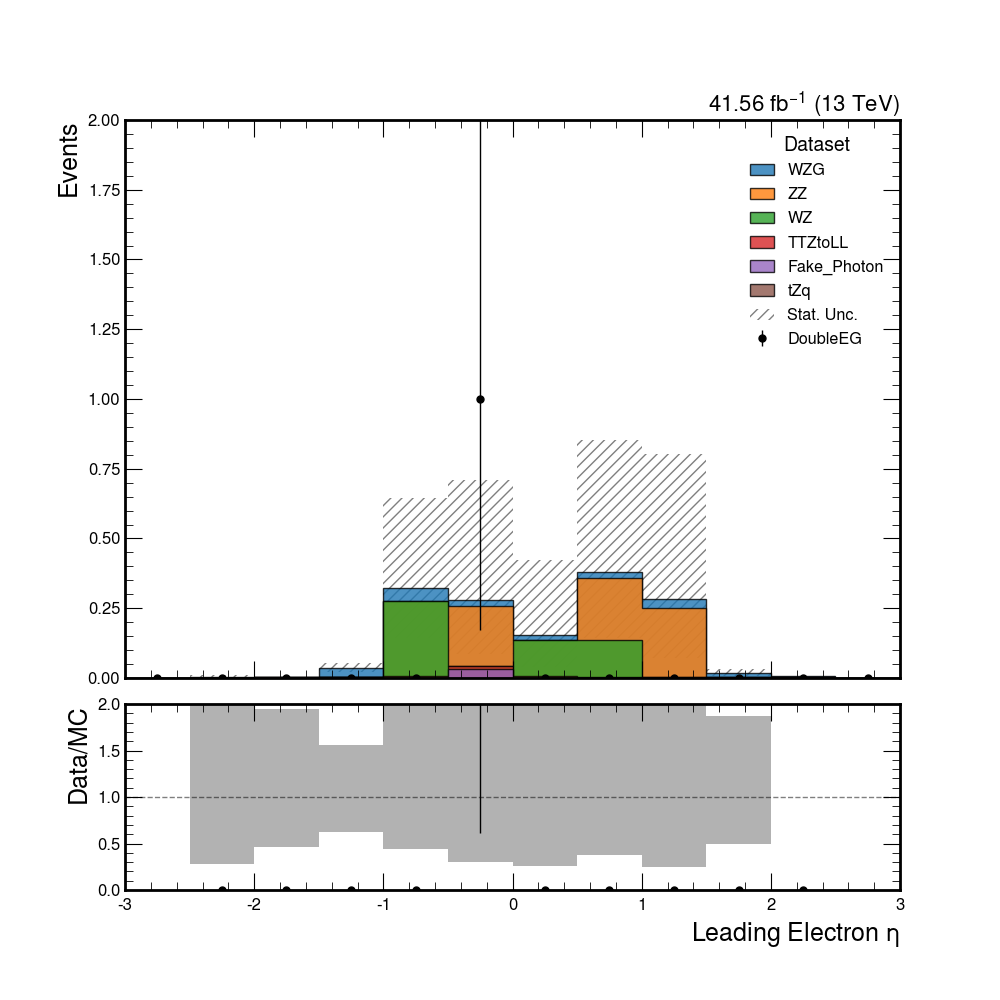 41.56 fb⁻¹ (13 TeV)
Events
2.00
1.75
1.50
1.25
1.00
0.75
0.50
0.25
0.00
Dataset
WZG
ZZ
WZ
TTZtoLL
Fake_Photon
tZq
Stat. Unc.
DoubleEG
Data/MC
2.0
1.5
1.0
0.5
0.0
-3 -2 -1 0 1 2 3
Leading Electron η